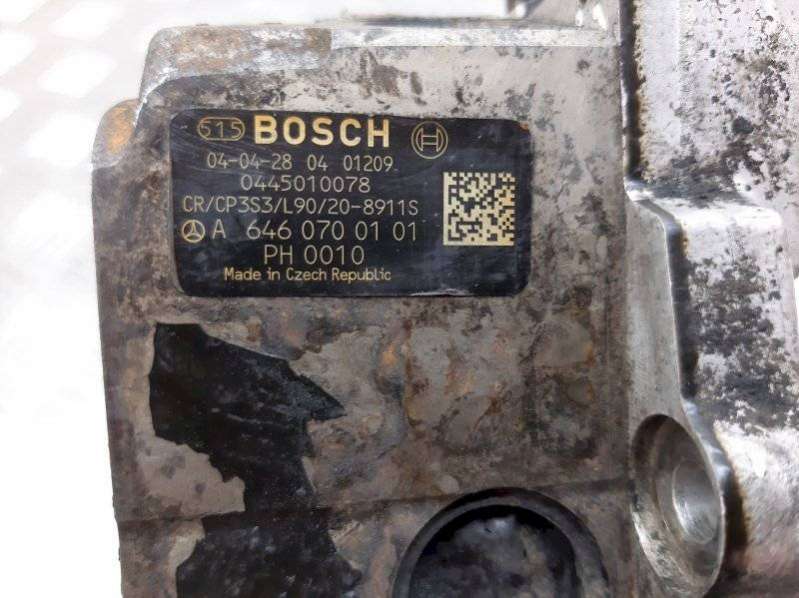 515 BOSCH
04-04-28 04 01209
0445010078
CR/CP3S3/L90/20-8911S
A 646 070 01 01
PH 0010
Made in Czech Republic